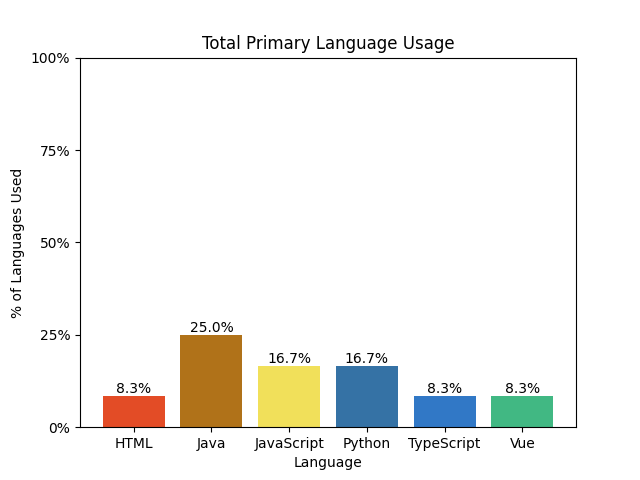 Total Primary Language Usage
100%
75%
50%
25%
0%
% of Languages Used
8.3%
25.0%
16.7%
16.7%
8.3%
8.3%
HTML
Java
JavaScript
Python
TypeScript
Vue
Language